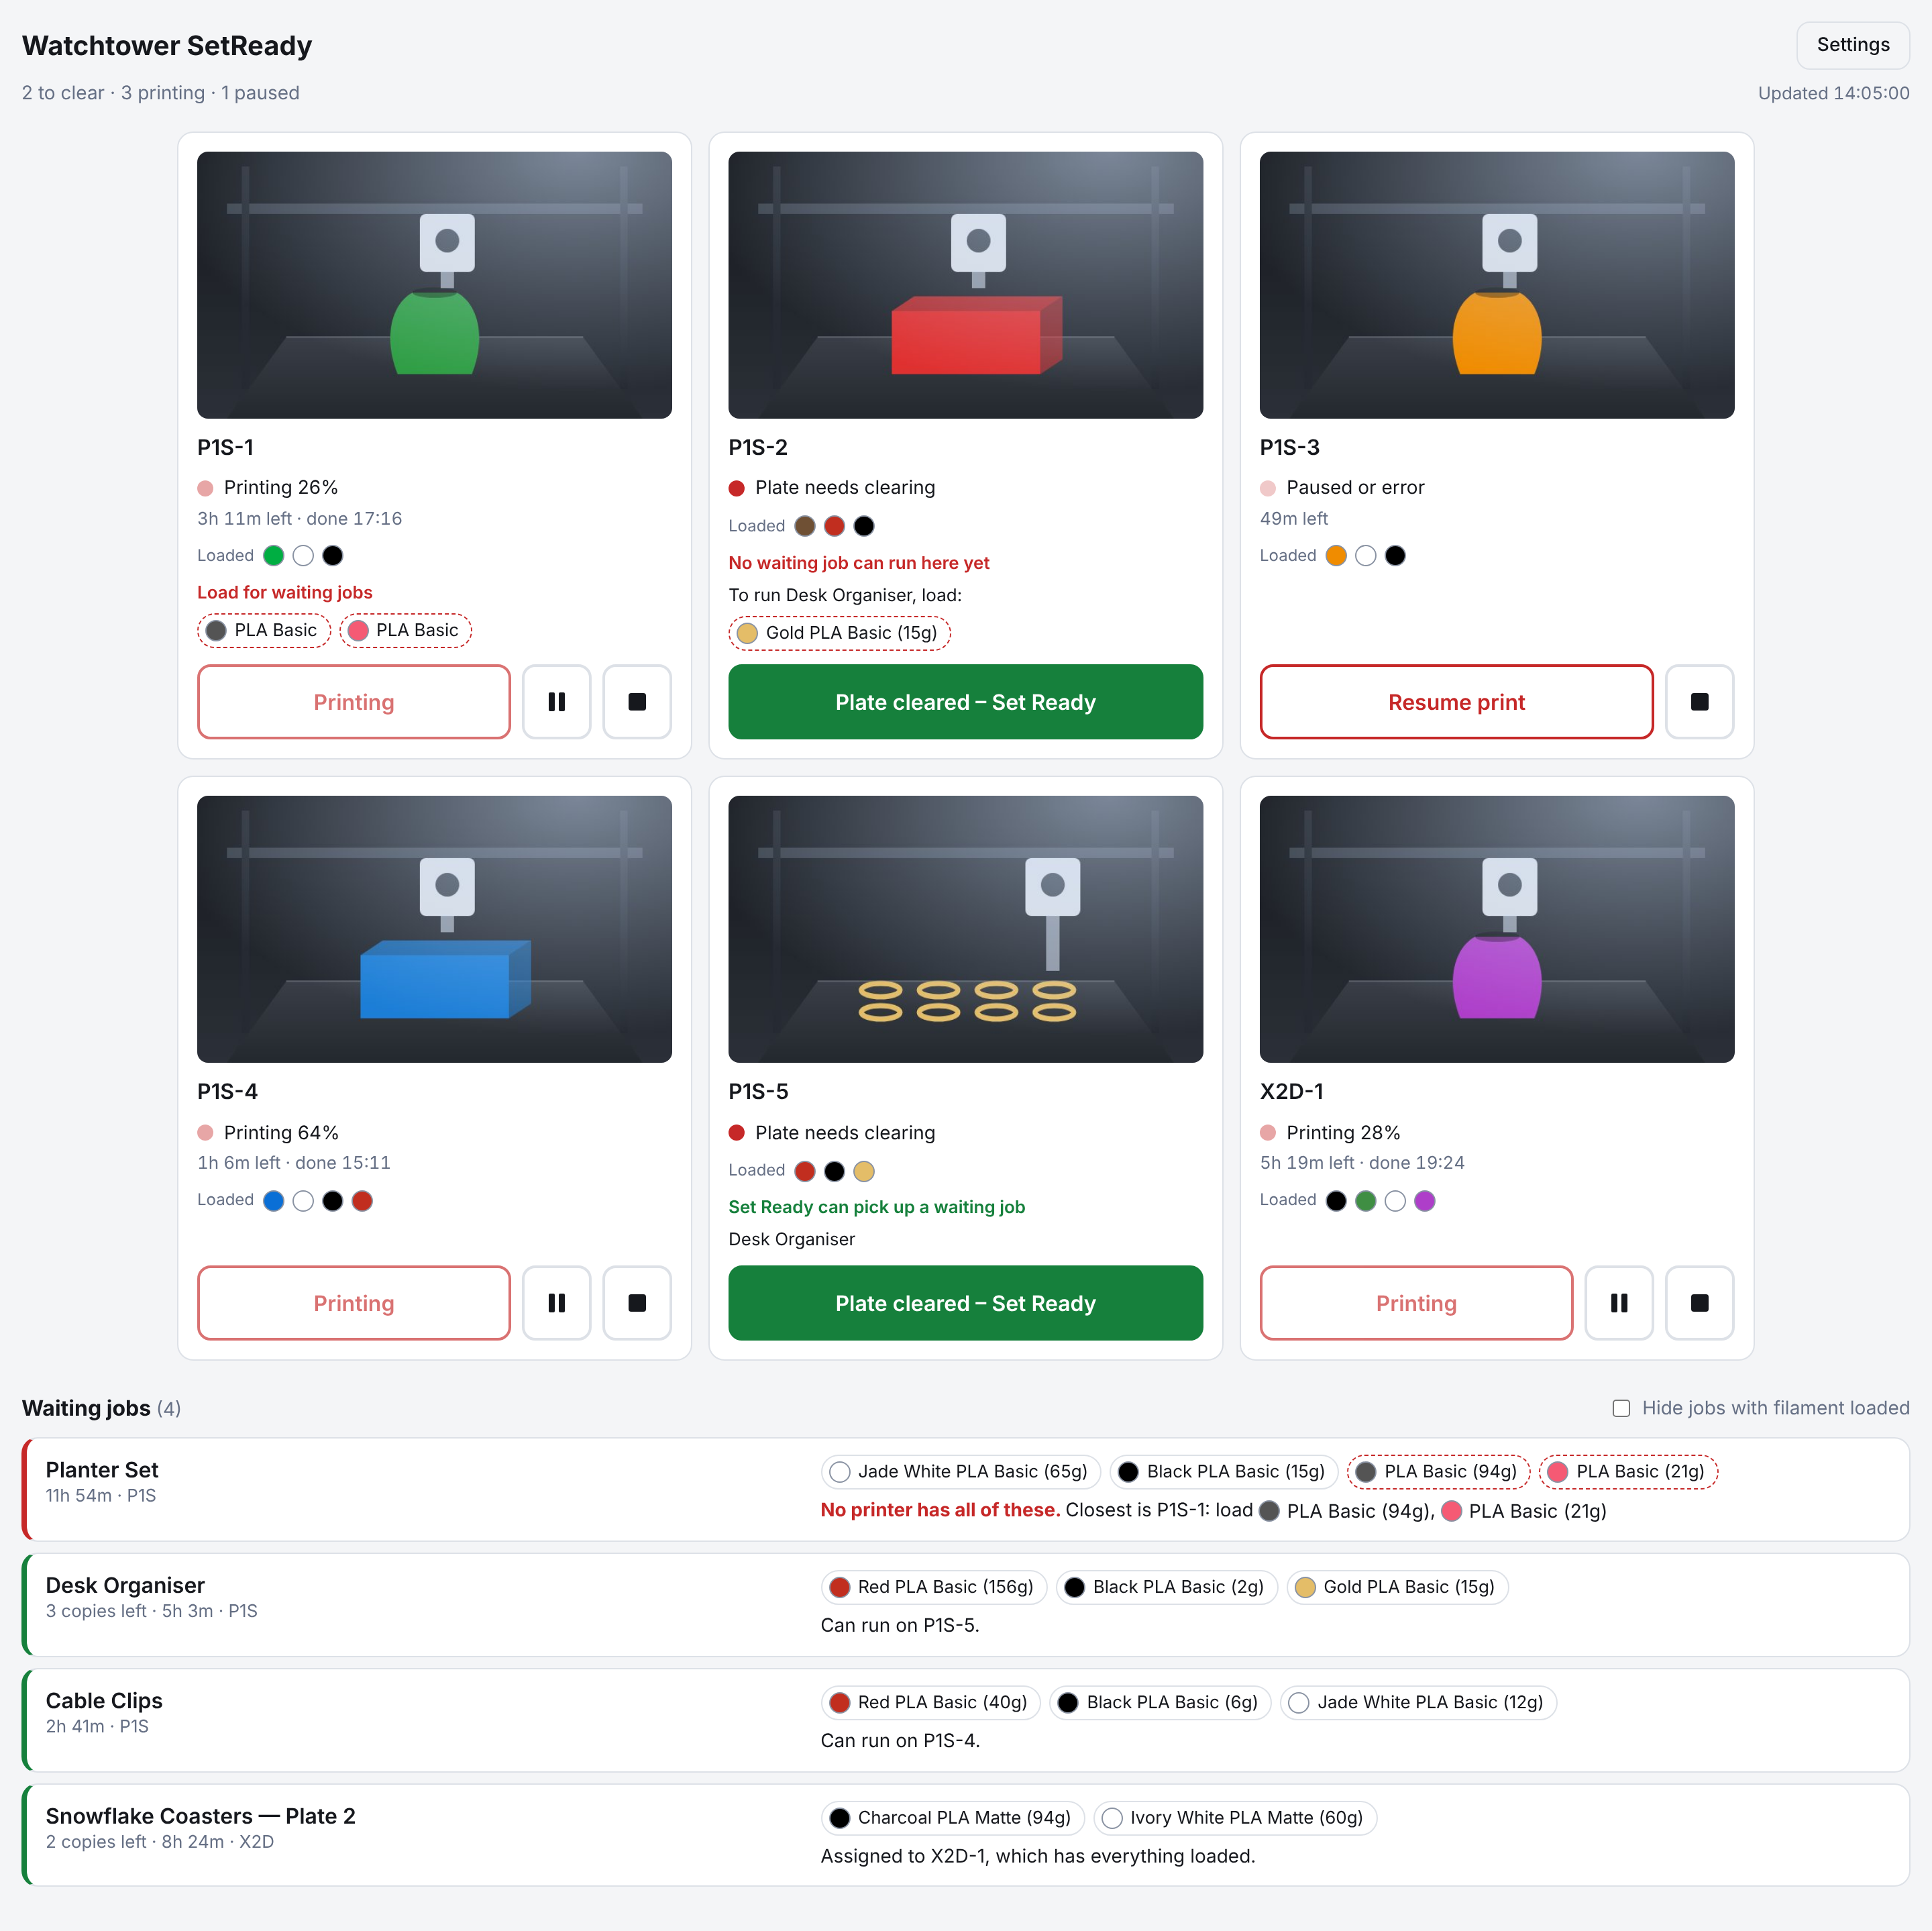 Watchtower SetReady
Settings
2 to clear · 3 printing · 1 paused
Updated 14:05:00
P1S-1
Printing 26%
3h 11m left · done 17:16
Loaded
Load for waiting jobs
PLA Basic
PLA Basic
Printing
P1S-2
Plate needs clearing
Loaded
No waiting job can run here yet
To run Desk Organiser, load:
Gold PLA Basic (15g)
Plate cleared – Set Ready
P1S-3
Paused or error
49m left
Loaded
Resume print
P1S-4
Printing 64%
1h 6m left · done 15:11
Loaded
Printing
P1S-5
Plate needs clearing
Loaded
Set Ready can pick up a waiting job
Desk Organiser
Plate cleared – Set Ready
X2D-1
Printing 28%
5h 19m left · done 19:24
Loaded
Printing
Waiting jobs (4)
Hide jobs with filament loaded
Planter Set
11h 54m · P1S
Jade White PLA Basic (65g)
Black PLA Basic (15g)
PLA Basic (94g)
PLA Basic (21g)
No printer has all of these. Closest is P1S-1: load PLA Basic (94g), PLA Basic (21g)
Desk Organiser
3 copies left · 5h 3m · P1S
Red PLA Basic (156g)
Black PLA Basic (2g)
Gold PLA Basic (15g)
Can run on P1S-5.
Cable Clips
2h 41m · P1S
Red PLA Basic (40g)
Black PLA Basic (6g)
Jade White PLA Basic (12g)
Can run on P1S-4.
Snowflake Coasters — Plate 2
2 copies left · 8h 24m · X2D
Charcoal PLA Matte (94g)
Ivory White PLA Matte (60g)
Assigned to X2D-1, which has everything loaded.